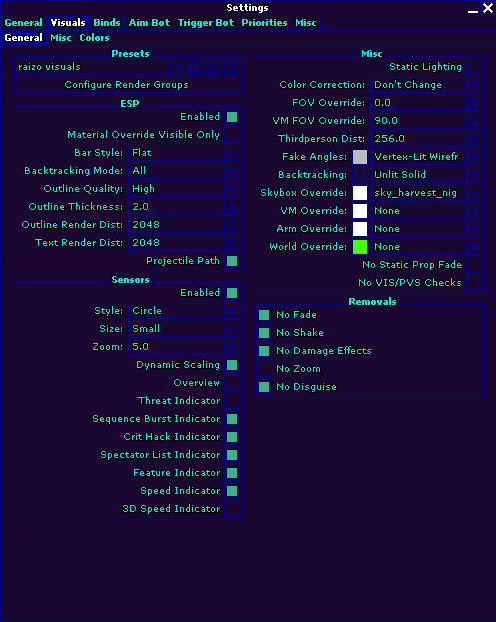 Settings
General Visuals Binds Aim Bot Trigger Bot Priorities Misc
General Misc Colors
Presets
raizo visuals
Configure Render Groups
ESP
Enabled
Material Override Visible Only
Bar Style: Flat
Backtracking Mode: All
Outline Quality: High
Outline Thickness: 2.0
Outline Render Dist: 2048
Text Render Dist: 2048
Projectile Path
Sensors
Enabled
Style: Circle
Size: Small
Zoom: 5.0
Dynamic Scaling
Overview
Threat Indicator
Sequence Burst Indicator
Crit Hack Indicator
Spectator List Indicator
Feature Indicator
Speed Indicator
3D Speed Indicator
Misc
Static Lighting
Color Correction: Don't Change
FOV Override: 0.0
VM FOV Override: 90.0
Thirdperson Dist: 256.0
Fake Angles: Vertex-Lit Wirefr
Backtracking: Unlit Solid
Skybox Override: sky_harvest_nig
VM Override: None
Arm Override: None
World Override: None
No Static Prop Fade
No VIS/PVS Checks
Removals
No Fade
No Shake
No Damage Effects
No Zoom
No Disguise